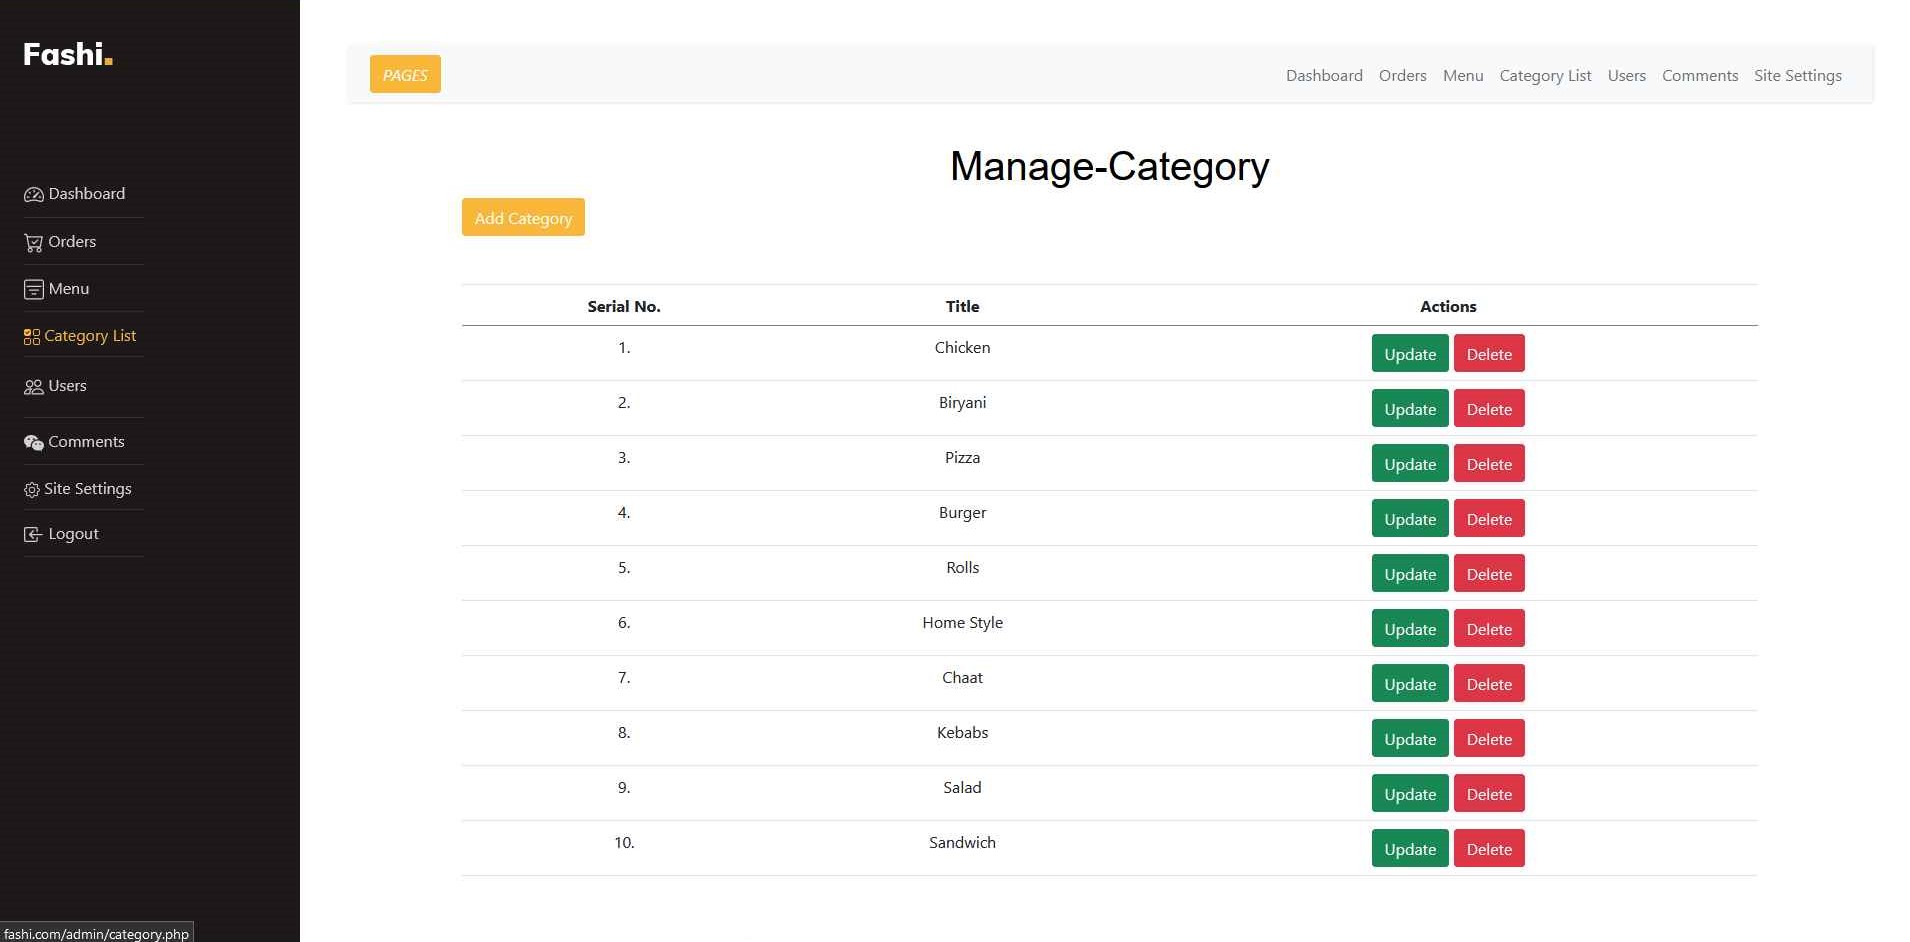 Fashi.
Dashboard
Orders
Menu
Category List
Users
Comments
Site Settings
Logout
PAGES
Dashboard Orders Menu Category List Users Comments Site Settings
Manage-Category
Add Category
Serial No. Title Actions
1. Chicken Update Delete
2. Biryani Update Delete
3. Pizza Update Delete
4. Burger Update Delete
5. Rolls Update Delete
6. Home Style Update Delete
7. Chaat Update Delete
8. Kebabs Update Delete
9. Salad Update Delete
10. Sandwich Update Delete
fashi.com/admin/category.php